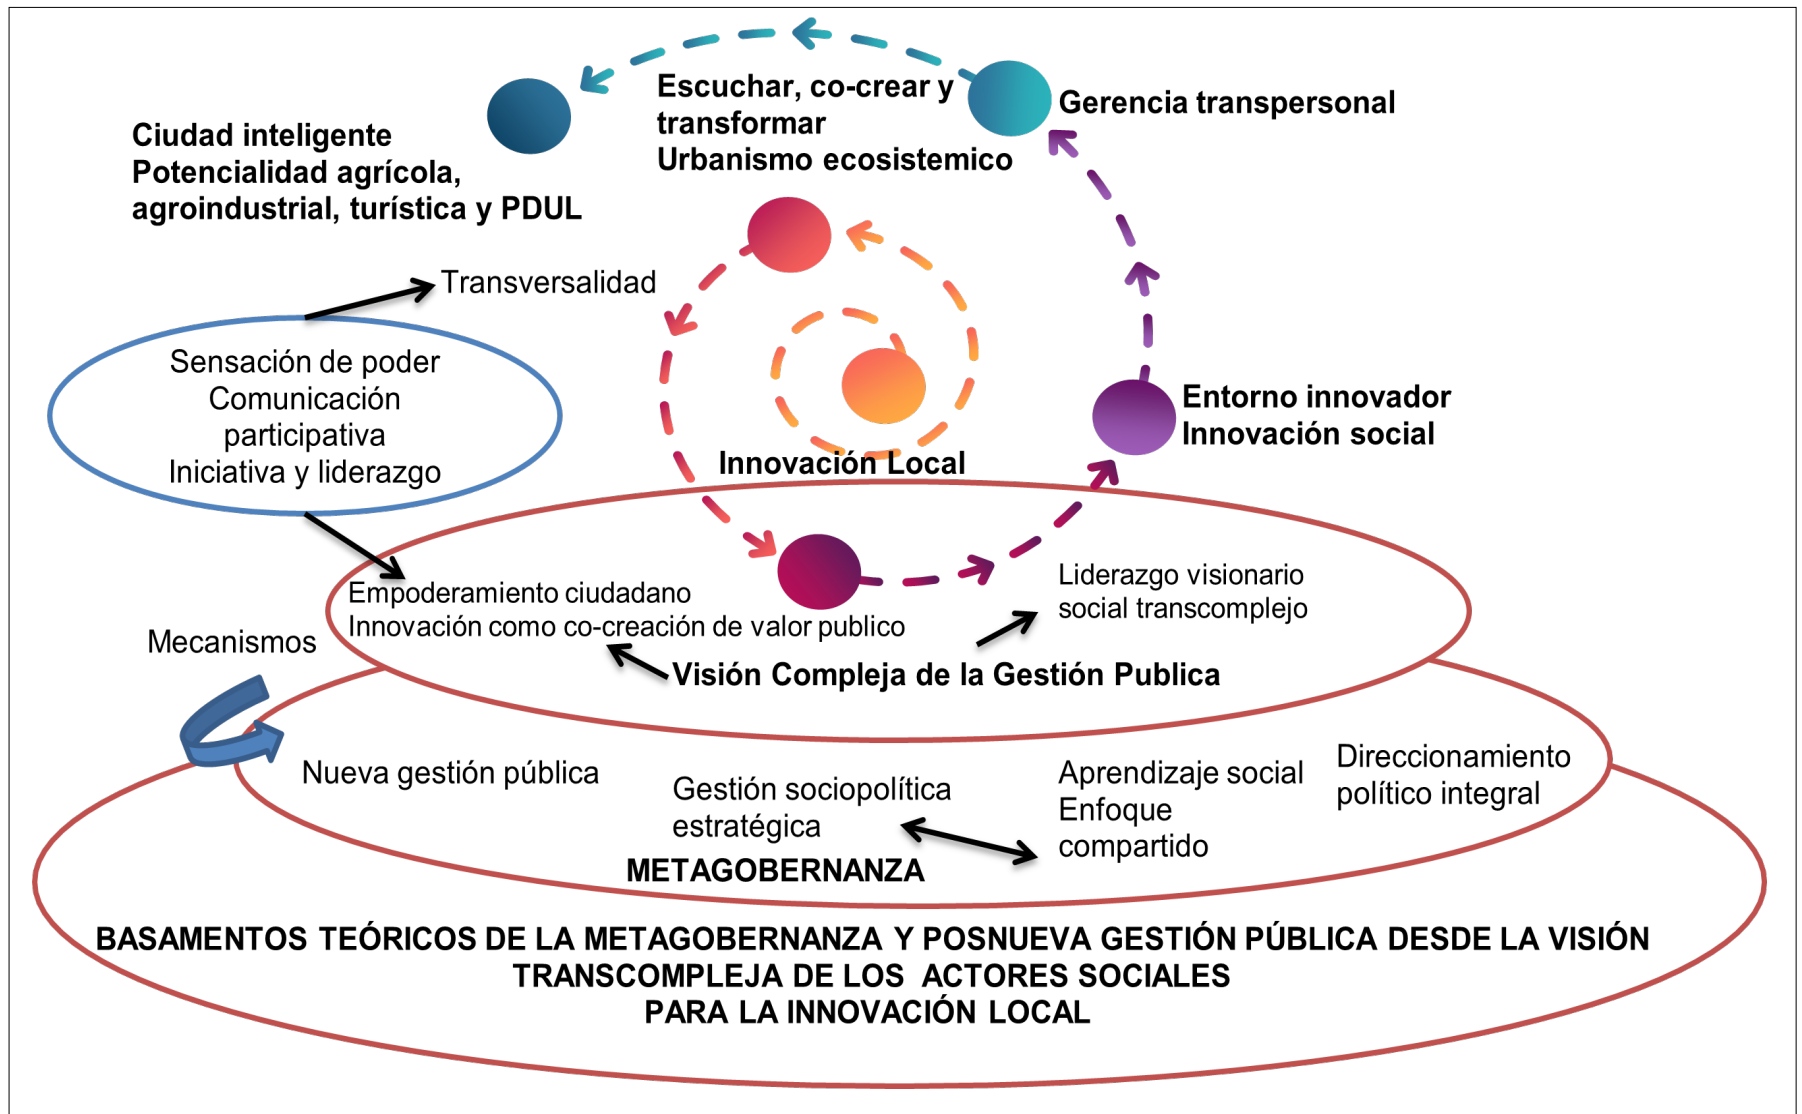 Escuchar, co-crear y
transformar
Urbanismo ecosistemico
Gerencia transpersonal
Ciudad inteligente
Potencialidad agrícola,
agroindustrial, turística y PDUL
Transversalidad
Sensación de poder
Comunicación
participativa
Iniciativa y liderazgo
Entorno innovador
Innovación social
Innovación Local
Empoderamiento ciudadano
Innovación como co-creación de valor publico
Liderazgo visionario
social transcomplejo
Visión Compleja de la Gestión Publica
Mecanismos
Nueva gestión pública
Gestión sociopolítica
estratégica
Aprendizaje social
Enfoque
compartido
Direccionamiento
político integral
METAGOBERNANZA
BASAMENTOS TEÓRICOS DE LA METAGOBERNANZA Y POSNUEVA GESTIÓN PÚBLICA DESDE LA VISIÓN
TRANSCOMPLEJA DE LOS ACTORES SOCIALES
PARA LA INNOVACIÓN LOCAL